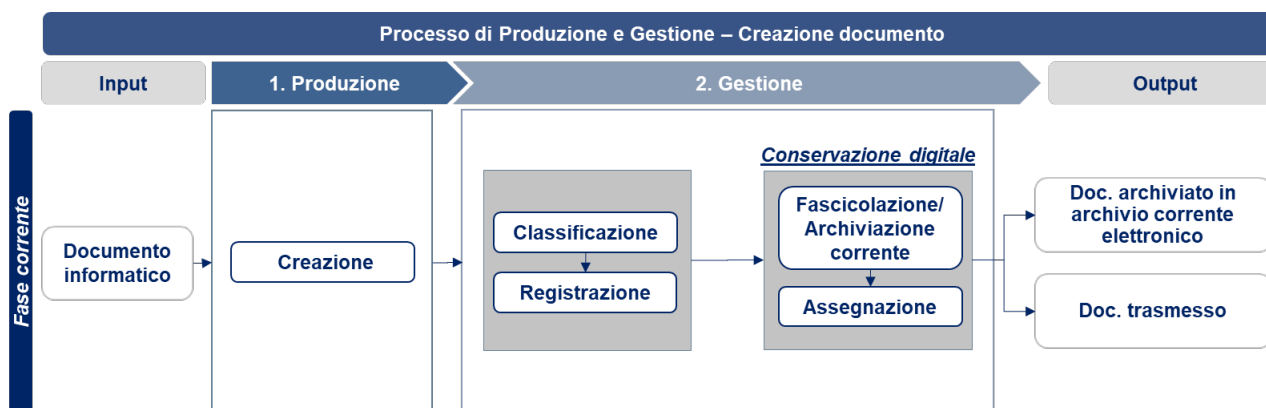 Processo di Produzione e Gestione – Creazione documento
Input
1. Produzione
2. Gestione
Output
Fase corrente
Documento
informatico
Creazione
Classificazione
Registrazione
Conservazione digitale
Fascicolazione/
Archiviazione
corrente
Assegnazione
Doc. archiviato in
archivio corrente
elettronico
Doc. trasmesso